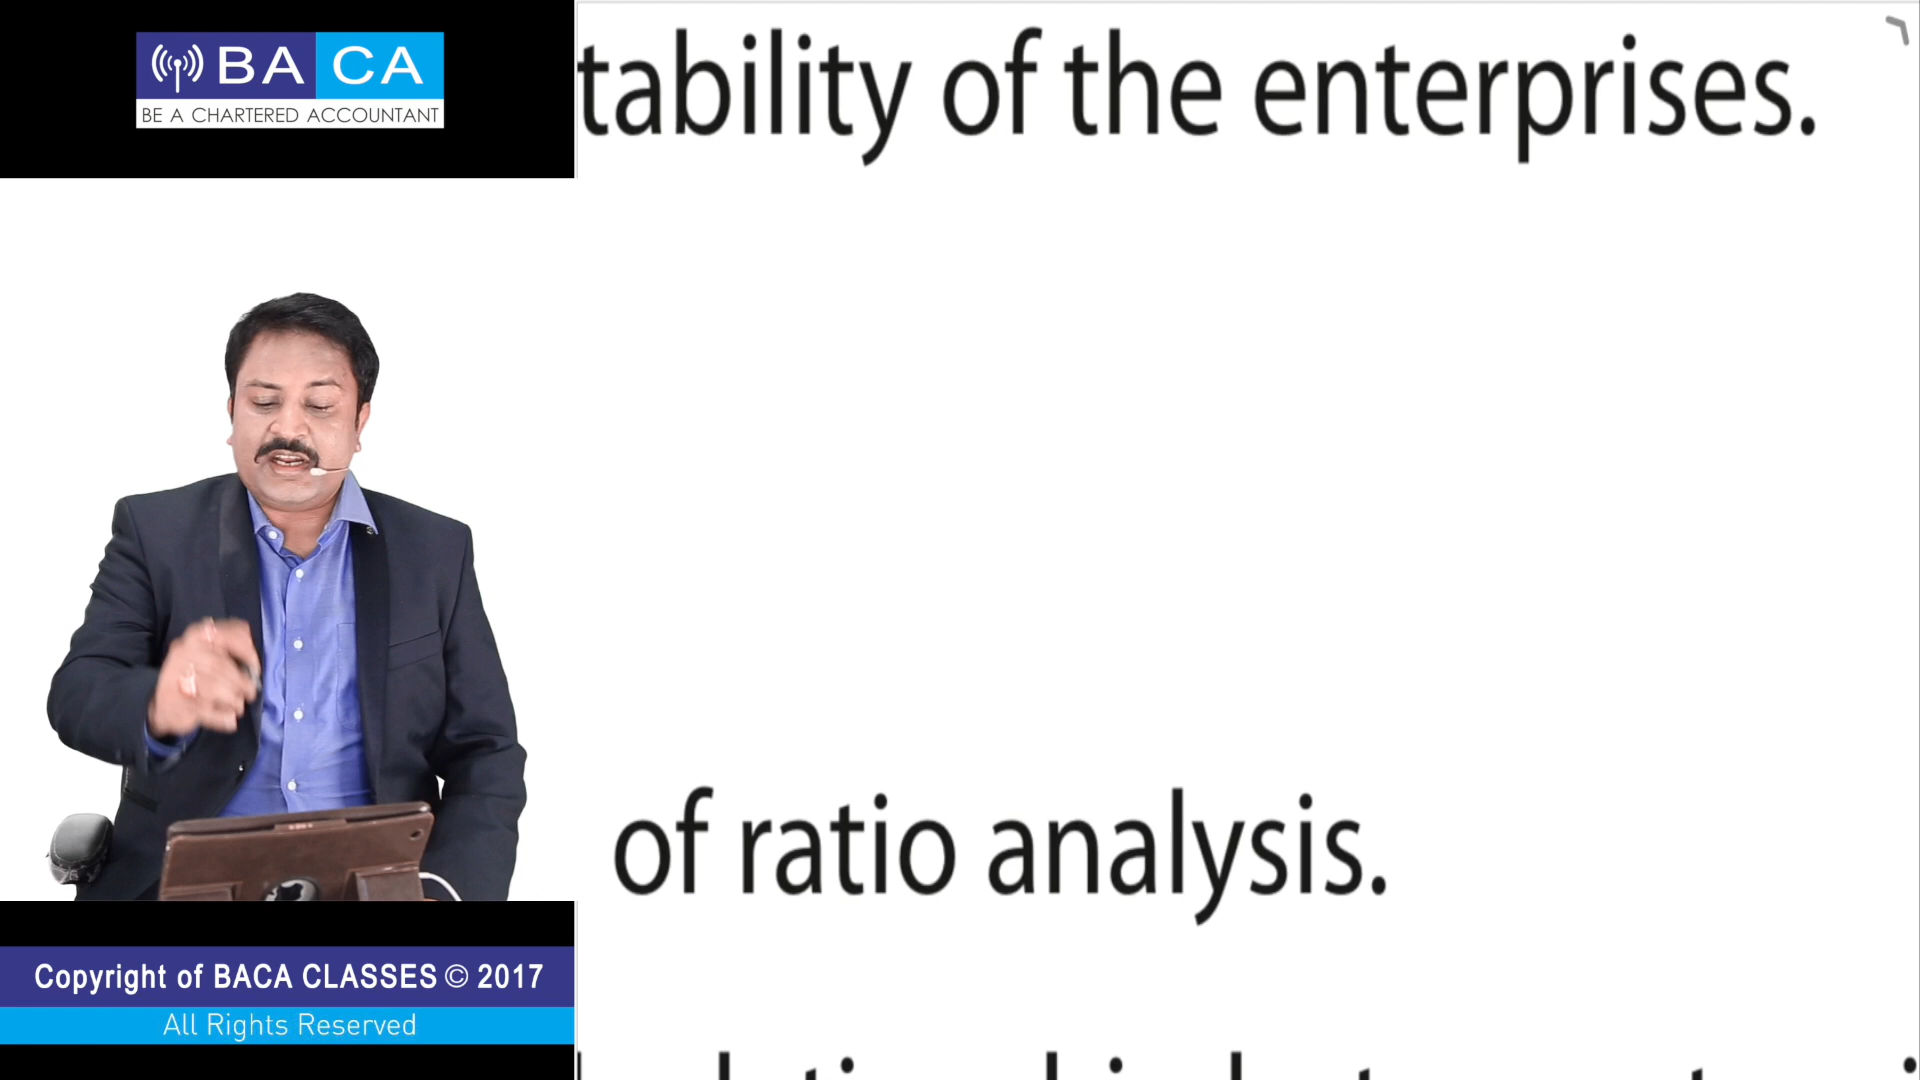 BA CA
BE A CHARTERED ACCOUNTANT
tability of the enterprises.
of ratio analysis.
Copyright of BACA CLASSES © 2017
All Rights Reserved